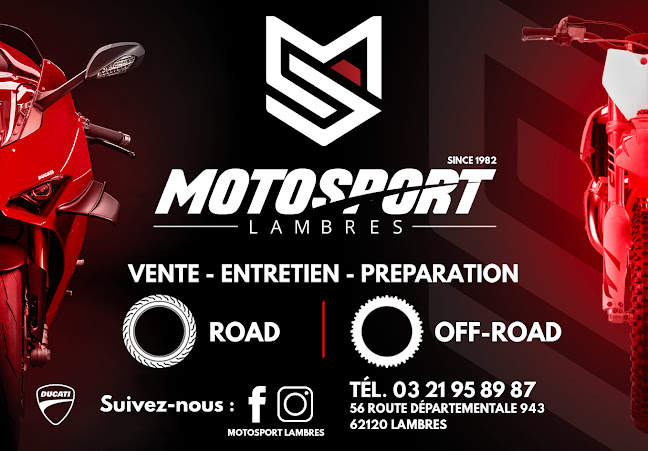 SINCE 1982
MOTOSPORT
LAMBRES
VENTE - ENTRETIEN - PREPARATION
ROAD
OFF-ROAD
DUCATI
DUCATI
Suivez-nous :
MOTOSPORT LAMBRES
TÉL. 03 21 95 89 87
56 ROUTE DÉPARTEMENTALE 943
62120 LAMBRES